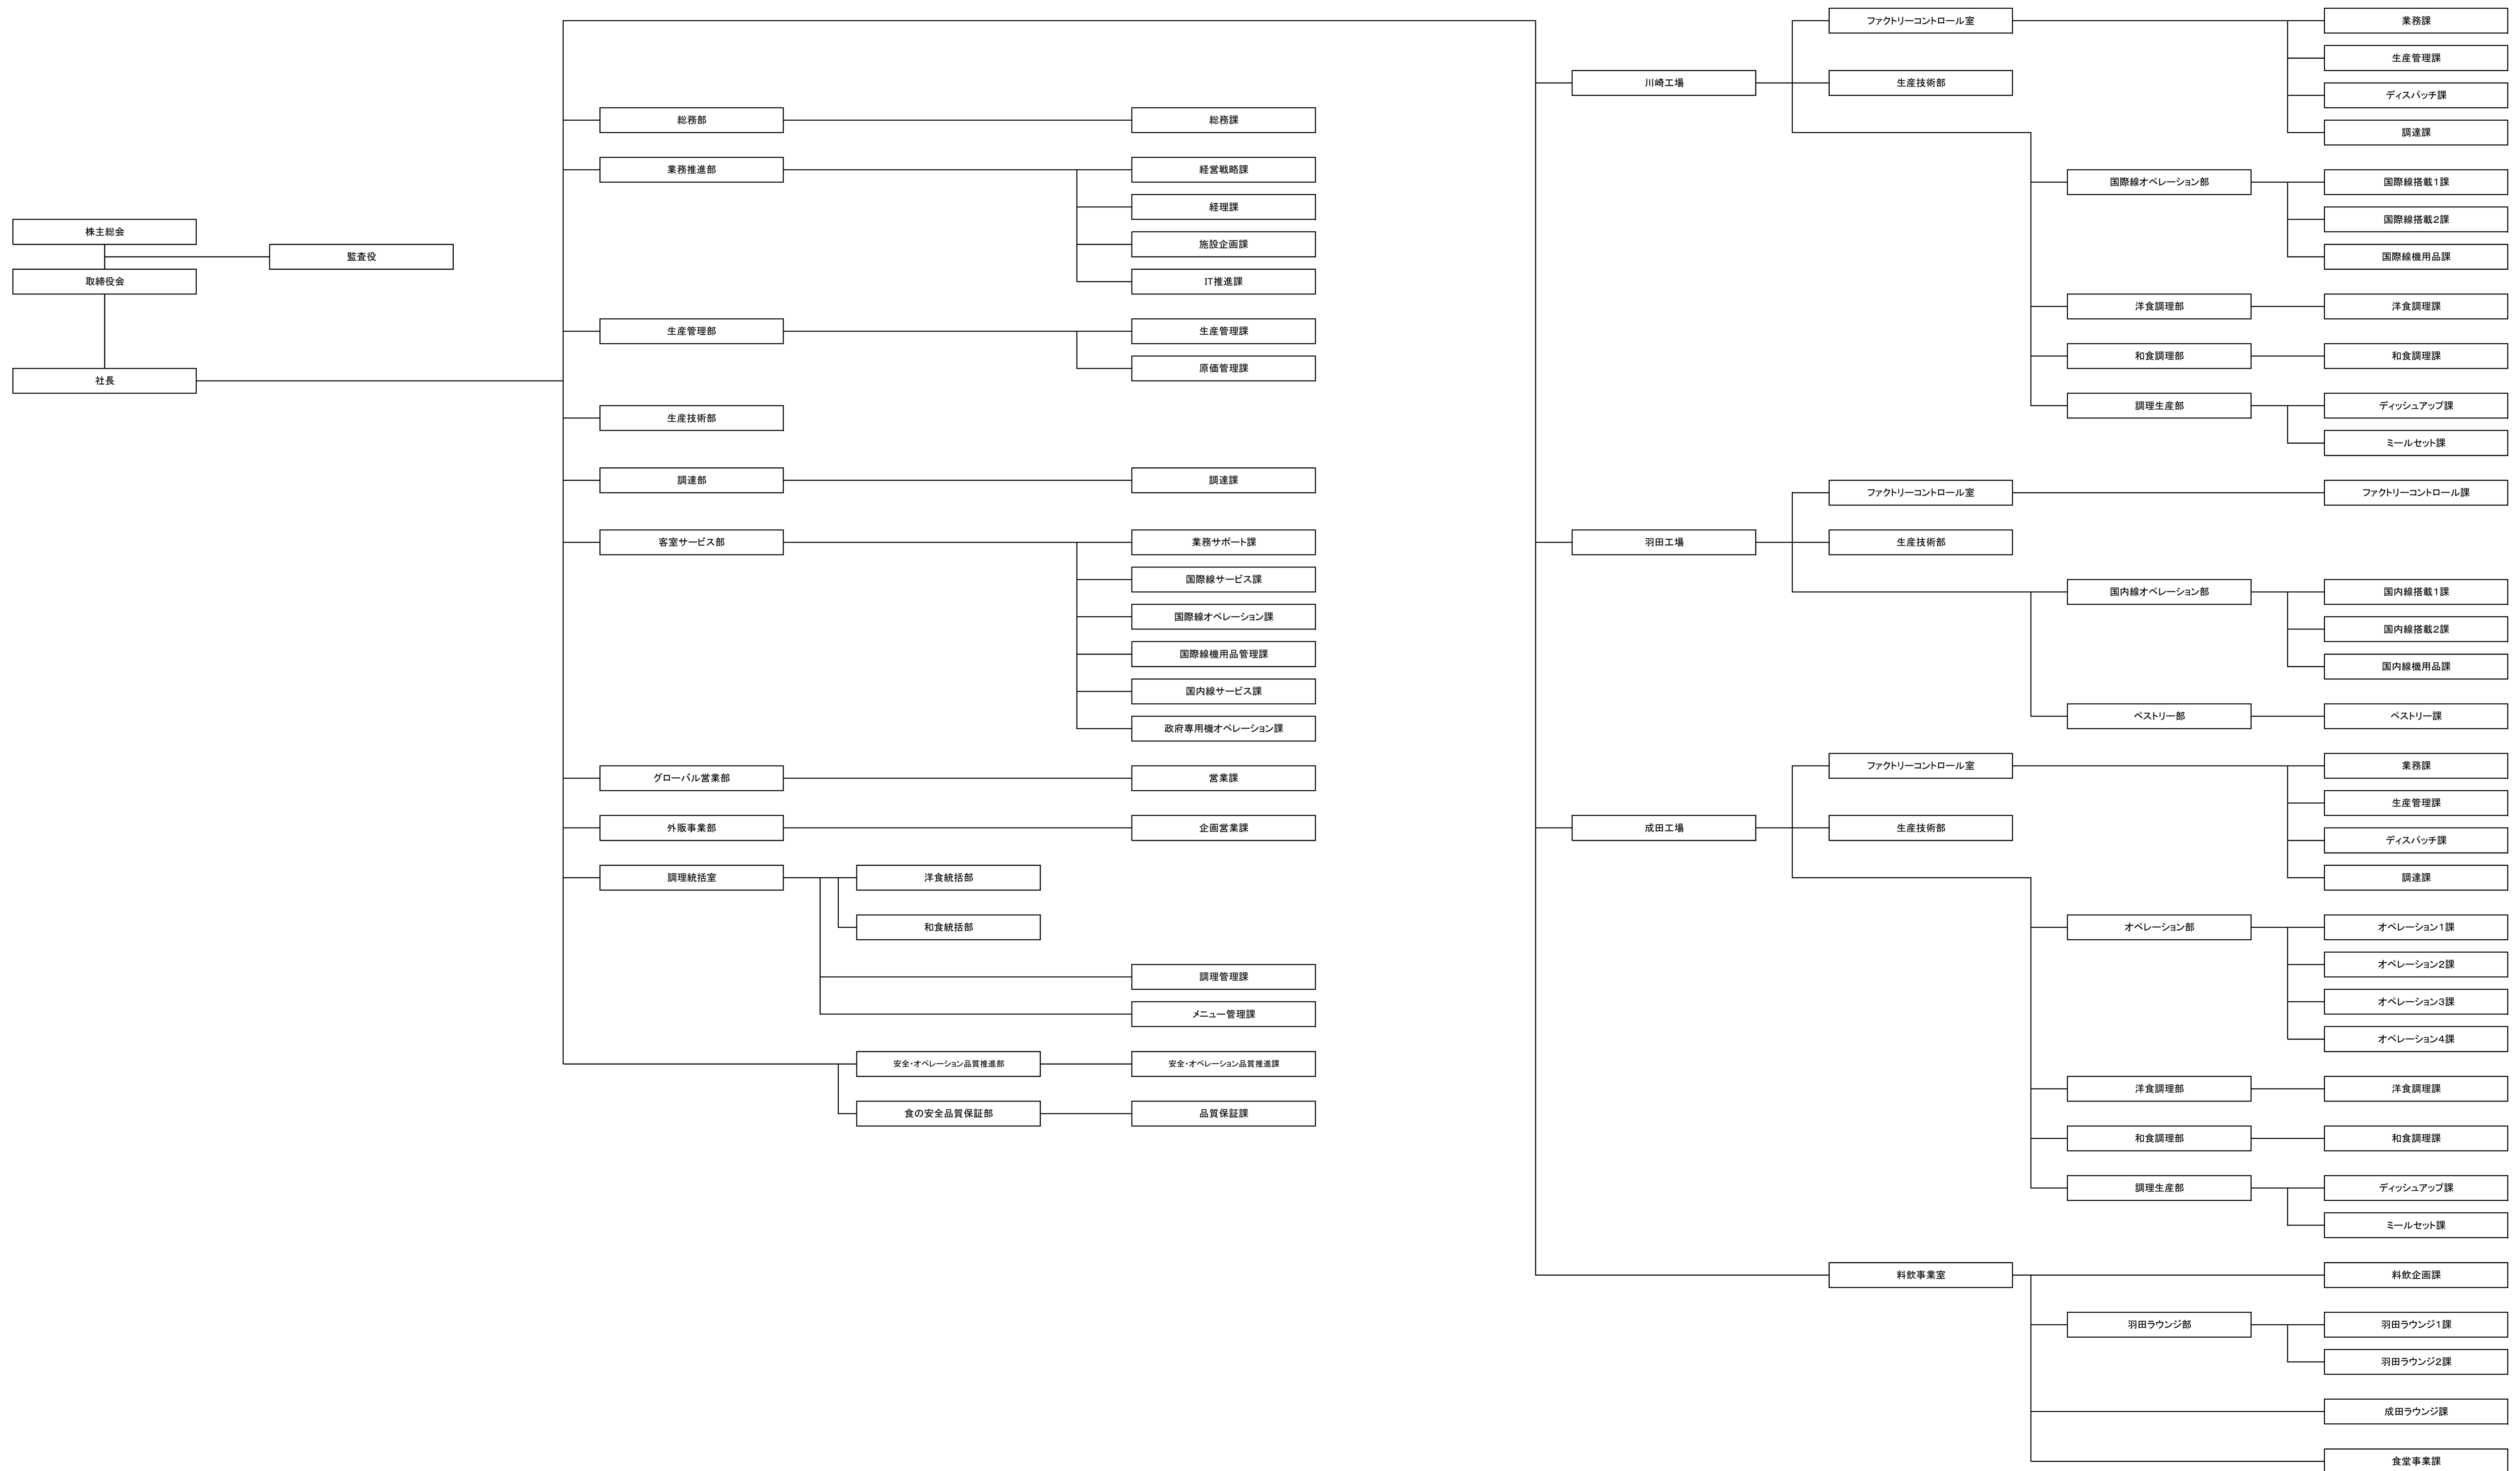 株主総会
監査役
取締役会
社長
総務部
総務課
業務推進部
経営戦略課
経理課
施設企画課
IT推進課
生産管理部
生産管理課
原価管理課
生産技術部
調達部
調達課
客室サービス部
業務サポート課
国際線サービス課
国際線オペレーション課
国際線機用品管理課
国内線サービス課
政府専用機オペレーション課
グローバル営業部
営業課
外販事業部
企画営業課
調理統括室
洋食統括部
和食統括部
調理管理課
メニュー管理課
安全・オペレーション品質推進部
安全・オペレーション品質推進課
食の安全品質保証部
品質保証課
川崎工場
ファクトリーコントロール室
業務課
生産管理課
ディスパッチ課
調達課
生産技術部
国際線オペレーション部
国際線搭載1課
国際線搭載2課
国際線機用品課
洋食調理部
洋食調理課
和食調理部
和食調理課
調理生産部
ディッシュアップ課
ミールセット課
羽田工場
ファクトリーコントロール室
ファクトリーコントロール課
生産技術部
国内線オペレーション部
国内線搭載1課
国内線搭載2課
国内線機用品課
ペストリー部
ペストリー課
成田工場
ファクトリーコントロール室
業務課
生産管理課
ディスパッチ課
調達課
生産技術部
オペレーション部
オペレーション1課
オペレーション2課
オペレーション3課
オペレーション4課
洋食調理部
洋食調理課
和食調理部
和食調理課
調理生産部
ディッシュアップ課
ミールセット課
料飲事業室
料飲企画課
羽田ラウンジ部
羽田ラウンジ1課
羽田ラウンジ2課
成田ラウンジ課
食堂事業課